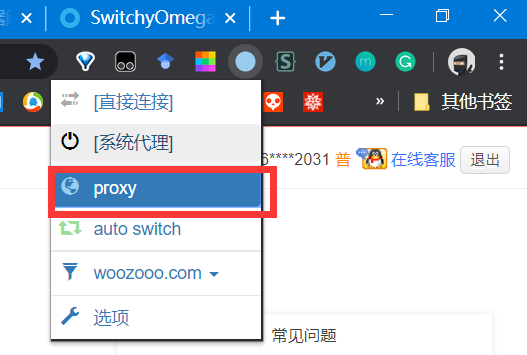 SwitchyOmega
其他书签
[直接连接]
[系统代理]
6****2031 普 在线客服 退出
proxy
auto switch
woozooo.com
选项
常见问题